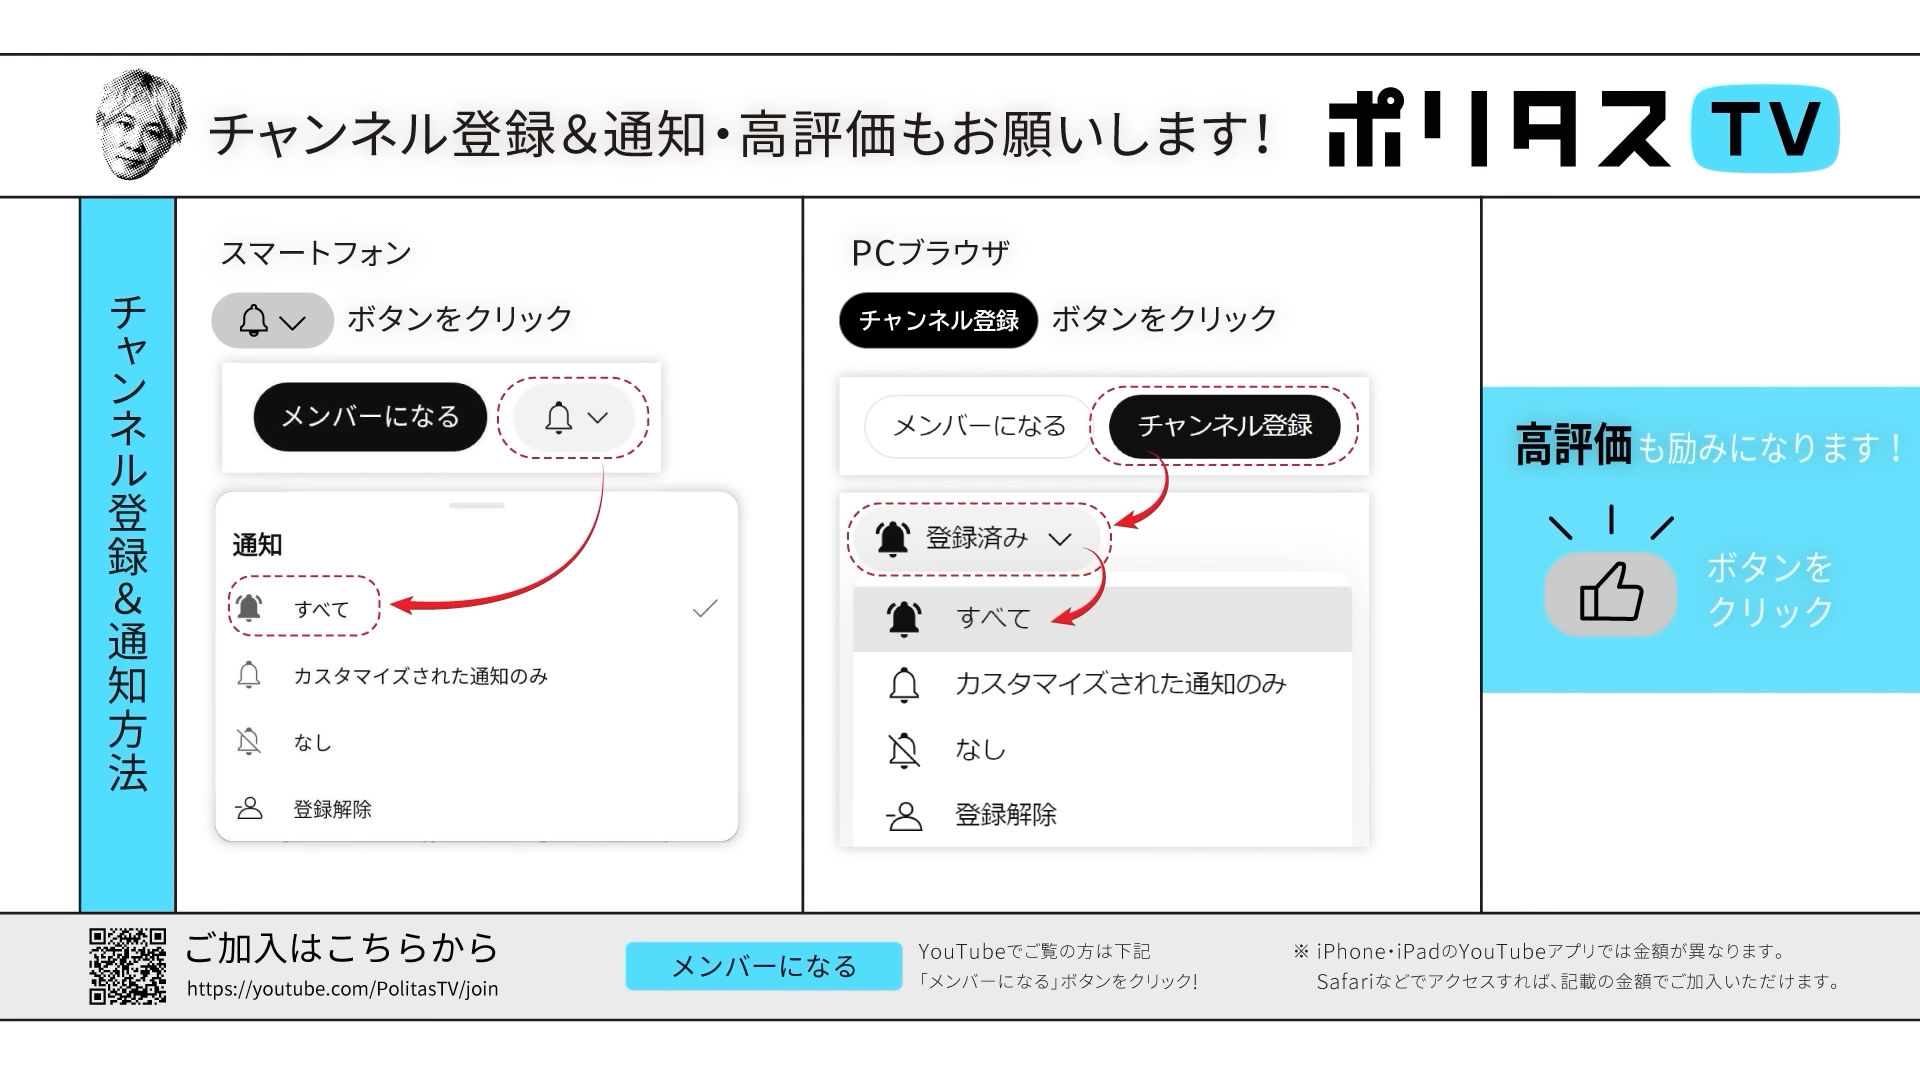 チャンネル登録＆通知・高評価もお願いします！
ポリタスTV
チャンネル登録＆通知方法
スマートフォン
ボタンをクリック
メンバーになる
通知
すべて
カスタマイズされた通知のみ
なし
登録解除
PCブラウザ
チャンネル登録 ボタンをクリック
メンバーになる チャンネル登録
登録済み
すべて
カスタマイズされた通知のみ
なし
登録解除
高評価も励みになります！
ボタンを
クリック
ご加入はこちらから
https://youtube.com/PolitasTV/join
メンバーになる
YouTubeでご覧の方は下記
「メンバーになる」ボタンをクリック!
※ iPhone・iPadのYouTubeアプリでは金額が異なります。
Safariなどでアクセスすれば、記載の金額でご加入いただけます。